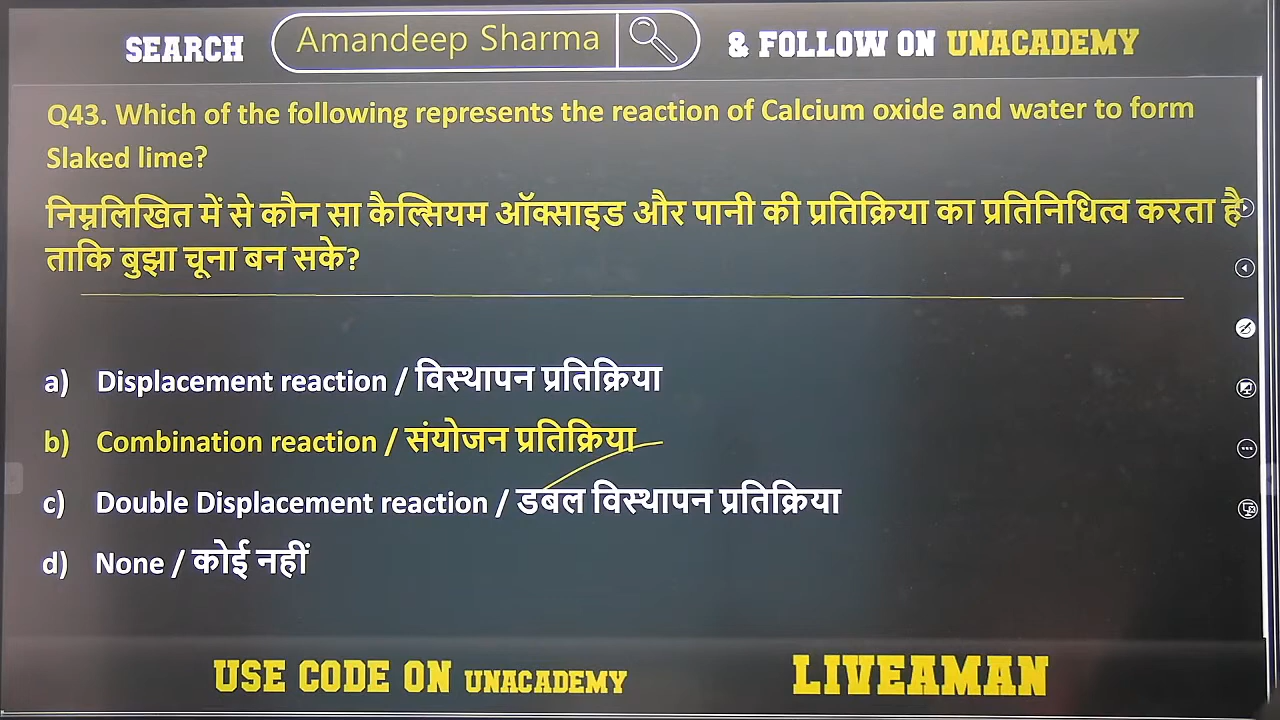 SEARCH Amandeep Sharma & FOLLOW ON UNACADEMY
Q43. Which of the following represents the reaction of Calcium oxide and water to form
Slaked lime?
निम्नलिखित में से कौन सा कैल्सियम ऑक्साइड और पानी की प्रतिक्रिया का प्रतिनिधित्व करता है
ताकि बुझा चूना बन सके?
a) Displacement reaction / विस्थापन प्रतिक्रिया
b) Combination reaction / संयोजन प्रतिक्रिया
c) Double Displacement reaction / डबल विस्थापन प्रतिक्रिया
d) None / कोई नहीं
USE CODE ON UNACADEMY LIVEAMAN